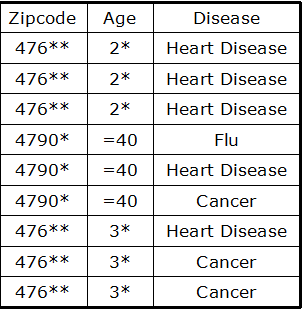 Zipcode Age Disease
476** 2* Heart Disease
476** 2* Heart Disease
476** 2* Heart Disease
4790* =40 Flu
4790* =40 Heart Disease
4790* =40 Cancer
476** 3* Heart Disease
476** 3* Cancer
476** 3* Cancer